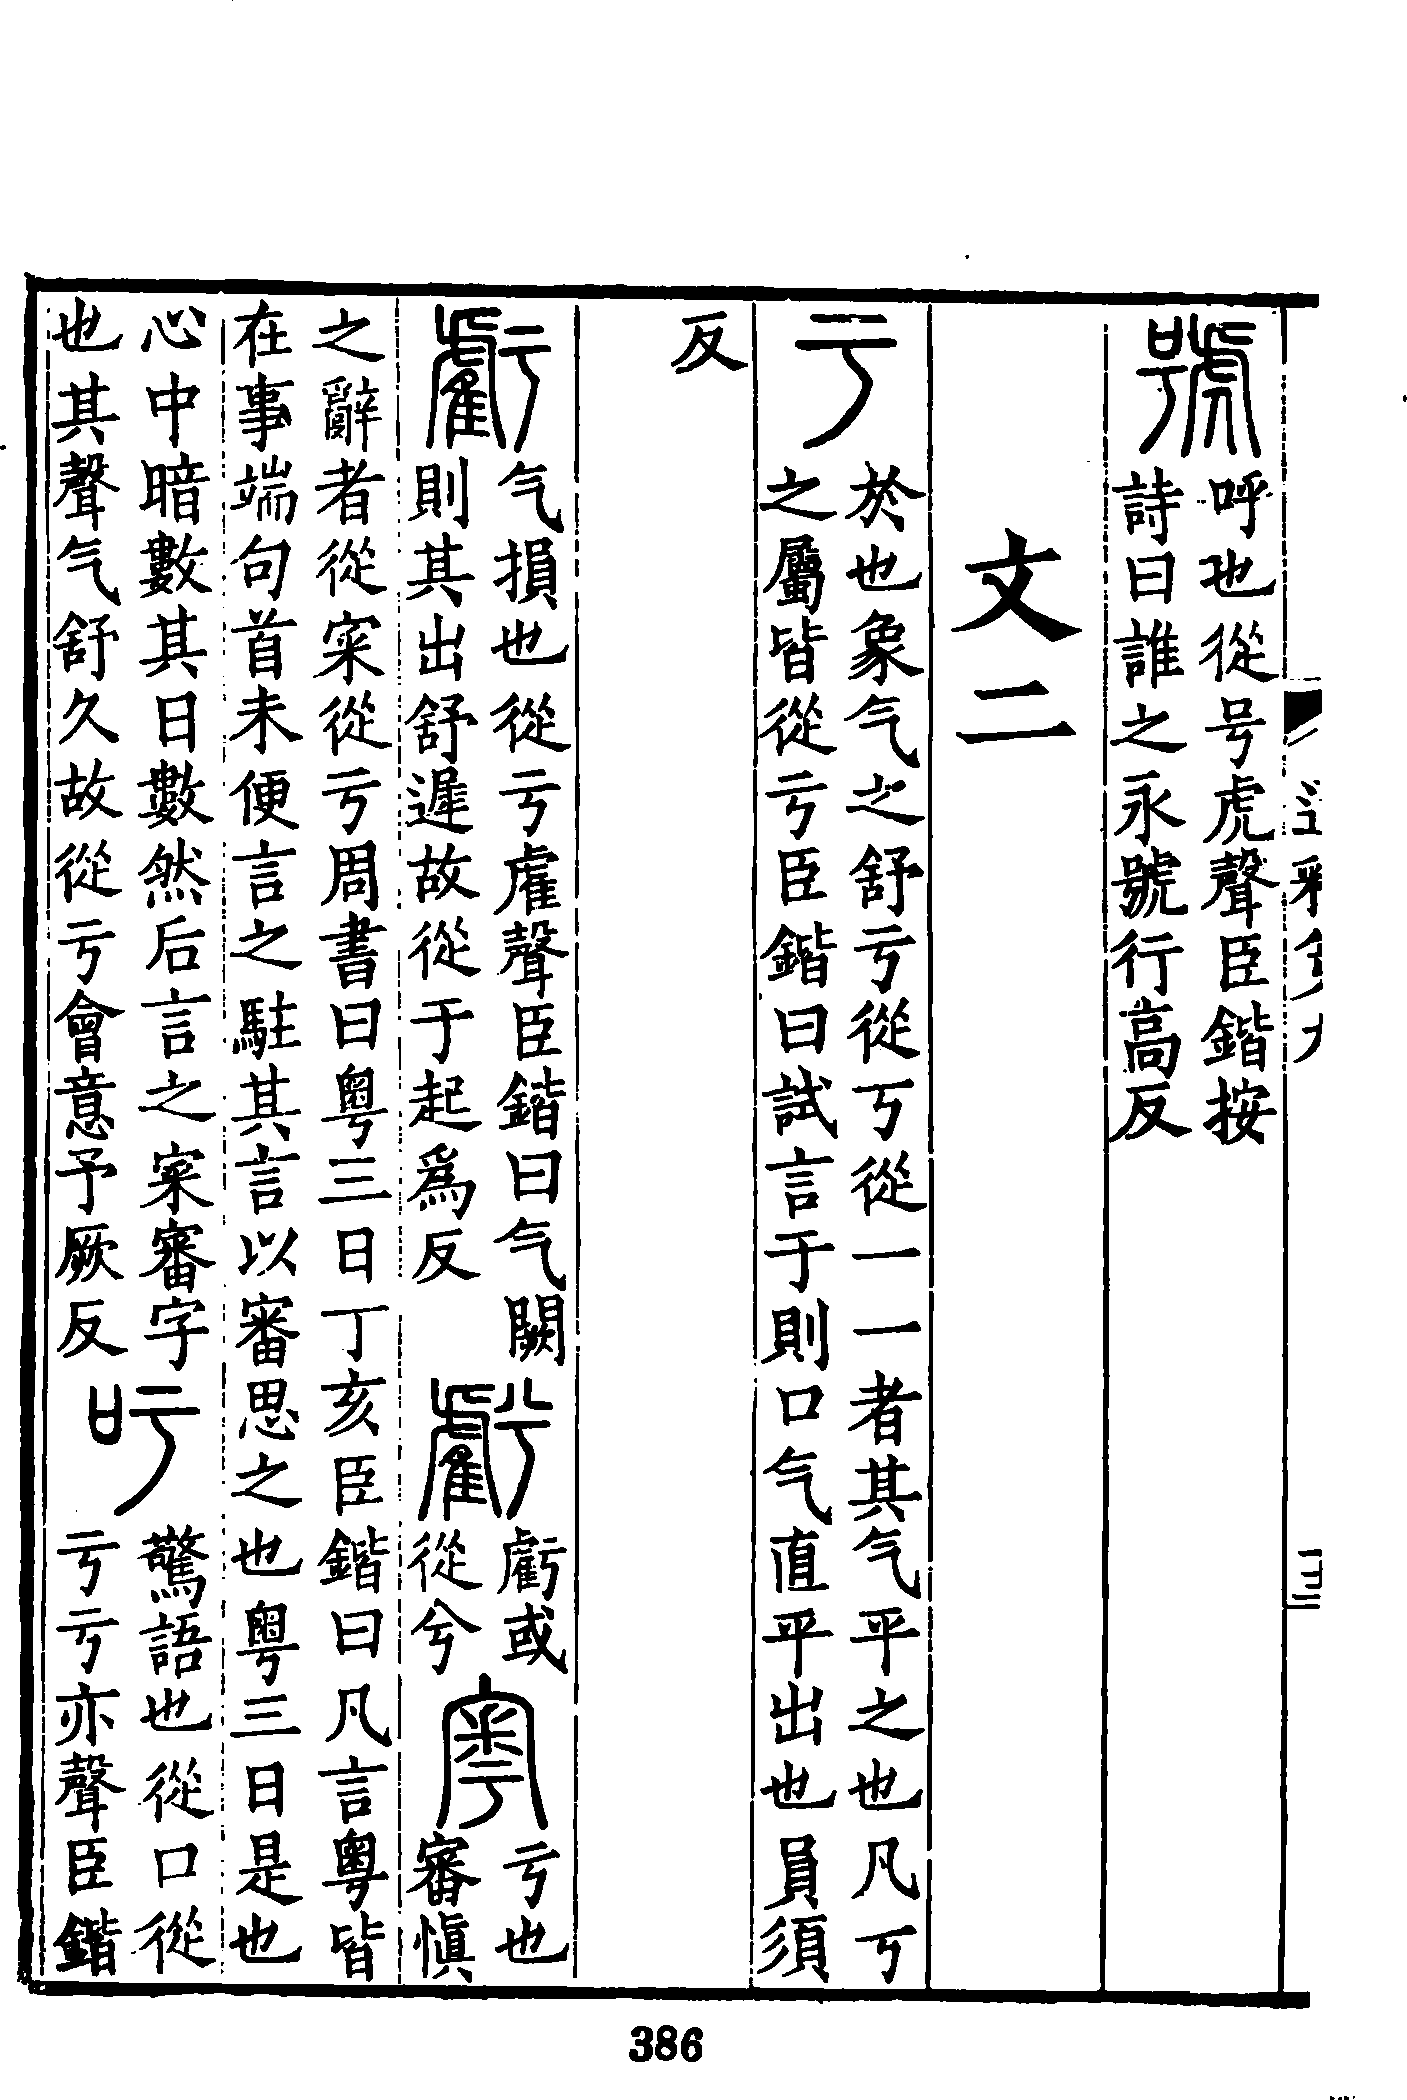 號
呼也從号虎聲臣鍇按
詩曰誰之永號行高反
文二
亏
於也象气之舒亏從丂從一一者其气平之也凡丂
之屬皆從亏臣鍇曰試言于則口气直平出也員須
反
虧
气損也從亏雐聲臣鍇曰气闕
則其出舒遲故從于起爲反
虧
虧或
從兮
粵
亏也
審愼
之辭者從寀從亏周書曰粵三日丁亥臣鍇曰凡言粵皆
在事端句首未便言之駐其言以審思之也粵三日是也
心中暗數其日數然后言之寀審字
也其聲气舒久故從亏會意予厥反
吁
驚語也從口從
亏亏亦聲臣鍇
386